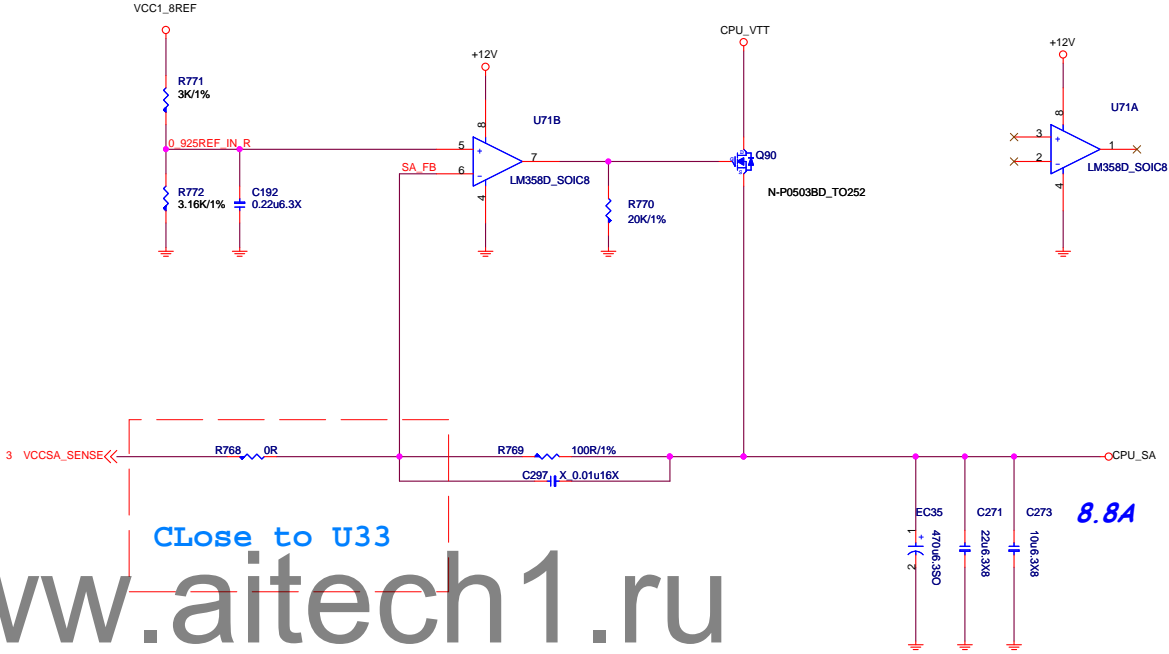 VCC1_8REF
CPU_VTT
+12V
+12V
R771
3K/1%
U71B
U71A
8
8
0_925REF_IN_R
5
+
3
+
1
SA_FB
6
-
7
2
-
Q90
LM358D_SOIC8
LM358D_SOIC8
R772
3.16K/1%
C192
0.22u6.3X
4
4
R770
20K/1%
N-P0503BD_TO252
3 VCCSA_SENSE
R768
0R
R769
100R/1%
CPU_SA
C297
X_0.01u16X
EC35
C271
C273
8.8A
1
+
2
470u6.3SO
22u6.3X8
10u6.3X8
CLose to U33
w.aitech1.ru